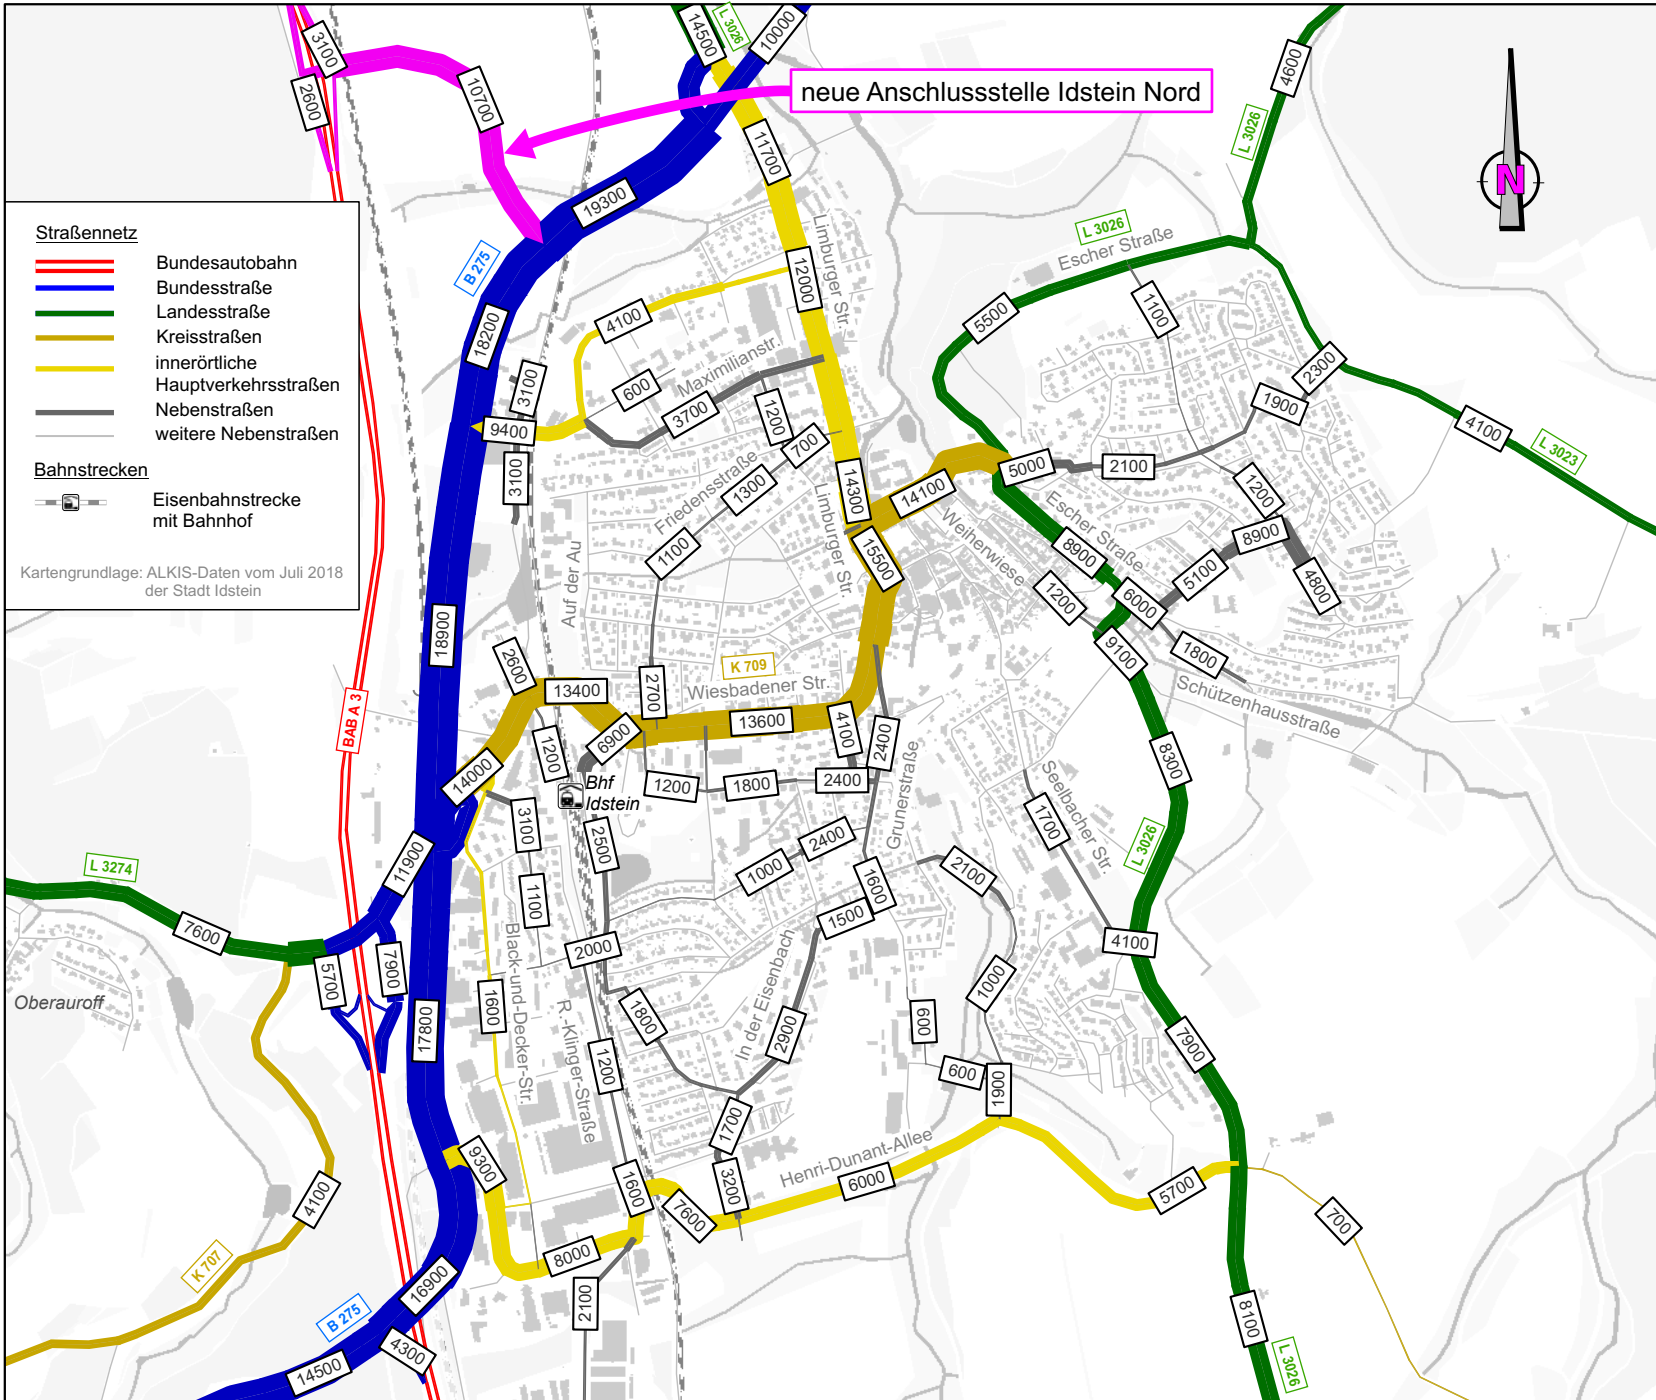 3100
2600
10700
14500
L 3026
10000
neue Anschlussstelle Idstein Nord
11700
19300
4600
L 3026
N
Straßennetz
Bundesautobahn
Bundesstraße
Landesstraße
Kreisstraßen
innerörtliche
Hauptverkehrsstraßen
Nebenstraßen
weitere Nebenstraßen
Bahnstrecken
Eisenbahnstrecke
mit Bahnhof
Kartengrundlage: ALKIS-Daten vom Juli 2018
der Stadt Idstein
B 275
18200
12000
Limburger Str.
L 3026
Escher Straße
1100
5500
4100
600
Maximilianstr.
3700
1200
700
3100
9400
3100
2300
1900
4100
L 3023
14300
14100
5000
2100
1200
8900
4800
5100
Friedensstraße
1300
1100
Limburger Str.
15500
Weiherwiese
Escher Straße
8900
6000
1200
9100
1800
Schützenhausstraße
Auf der Au
18900
2600
13400
K 709
Wiesbadener Str.
2700
13600
4100
2400
6900
1200
14000
Bhf
Idstein
1200
1800
2400
Grunerstraße
8300
Seelbacher Str.
1700
L 3026
BAB A 3
L 3274
11900
7600
5700
7900
3100
1100
2500
2400
1000
1600
1500
2100
4100
Oberauroff
17800
Black-und-Decker-Str.
1600
R.-Klinger-Straße
2000
1800
In der Eisenbach
2900
1000
600
600
1900
7900
1200
1700
3200
Henri-Dunant-Allee
6000
5700
700
4100
K 707
9300
1600
7600
8000
2100
16900
B 275
4300
14500
8100
L 3026